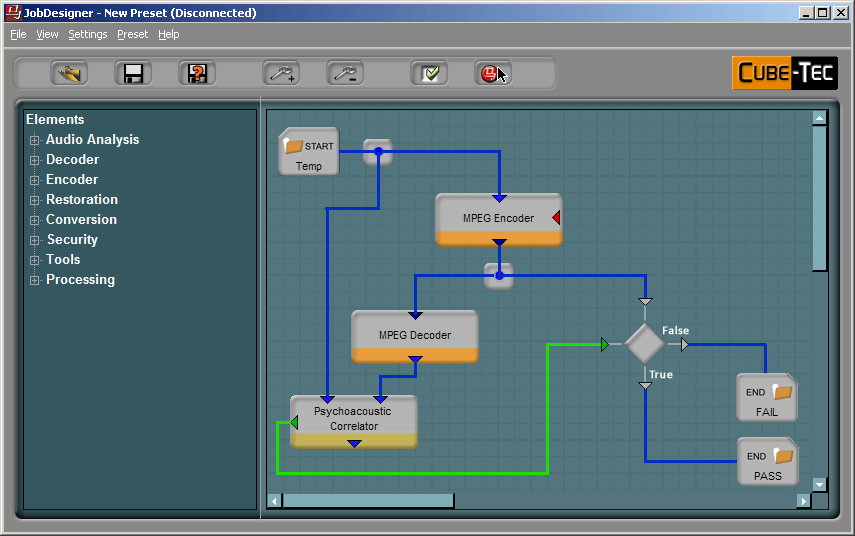 JobDesigner - New Preset (Disconnected)
File View Settings Preset Help
CUBE-TEC
Elements
Audio Analysis
Decoder
Encoder
Restoration
Conversion
Security
Tools
Processing
START
Temp
MPEG Encoder
MPEG Decoder
False
True
Psychoacoustic
Correlator
END
FAIL
END
PASS